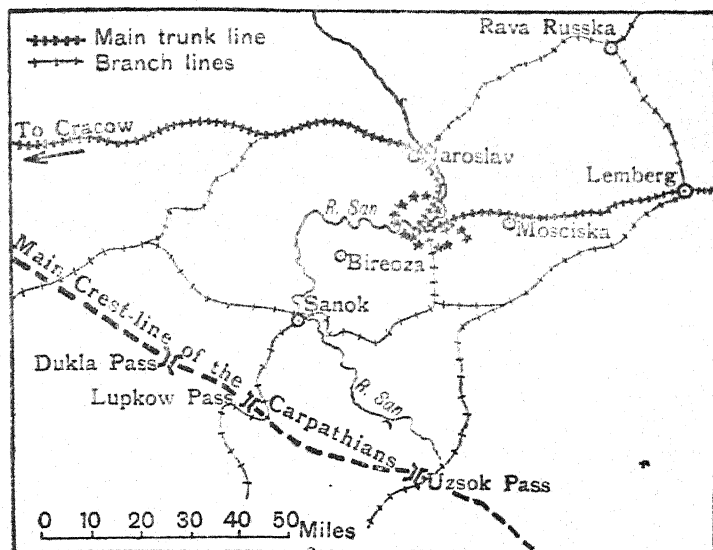 Main trunk line
Branch lines
Rava Russka
To Cracow
Jaroslav
Lemberg
R. San
Mosciska
Bireoza
Sanok
Main Crest-line of the Carpathians
Dukla Pass
Lupkow Pass
R. San
Uzsok Pass
0 10 20 30 40 50 Miles